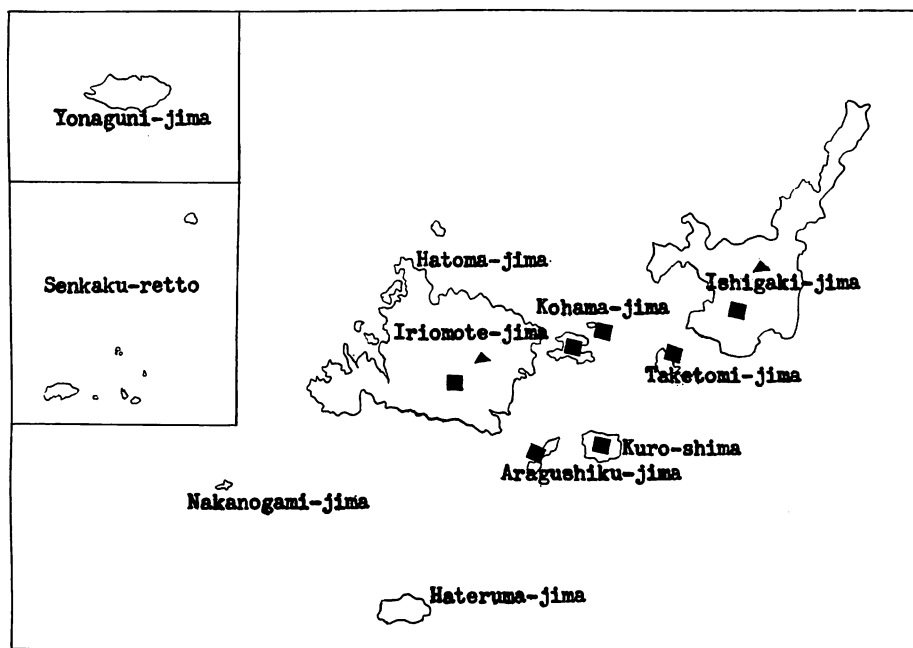 Yonaguni-jima
Senkaku-retto
Hatoma-jima
Ishigaki-jima
Kohama-jima
Iriomote-jima
Taketomi-jima
Kuro-shima
Aragushiku-jima
Nakanogami-jima
Hateruma-jima